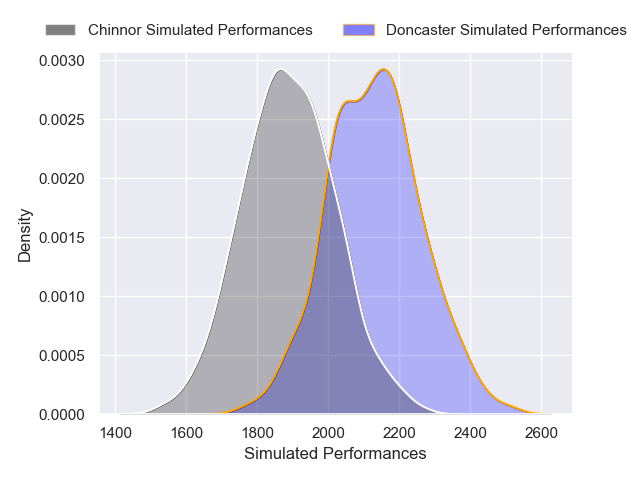 Chinnor Simulated Performances Doncaster Simulated Performances
0.0030
0.0025
0.0020
0.0015
0.0010
0.0005
0.0000
Density
1400 1600 1800 2000 2200 2400 2600
Simulated Performances